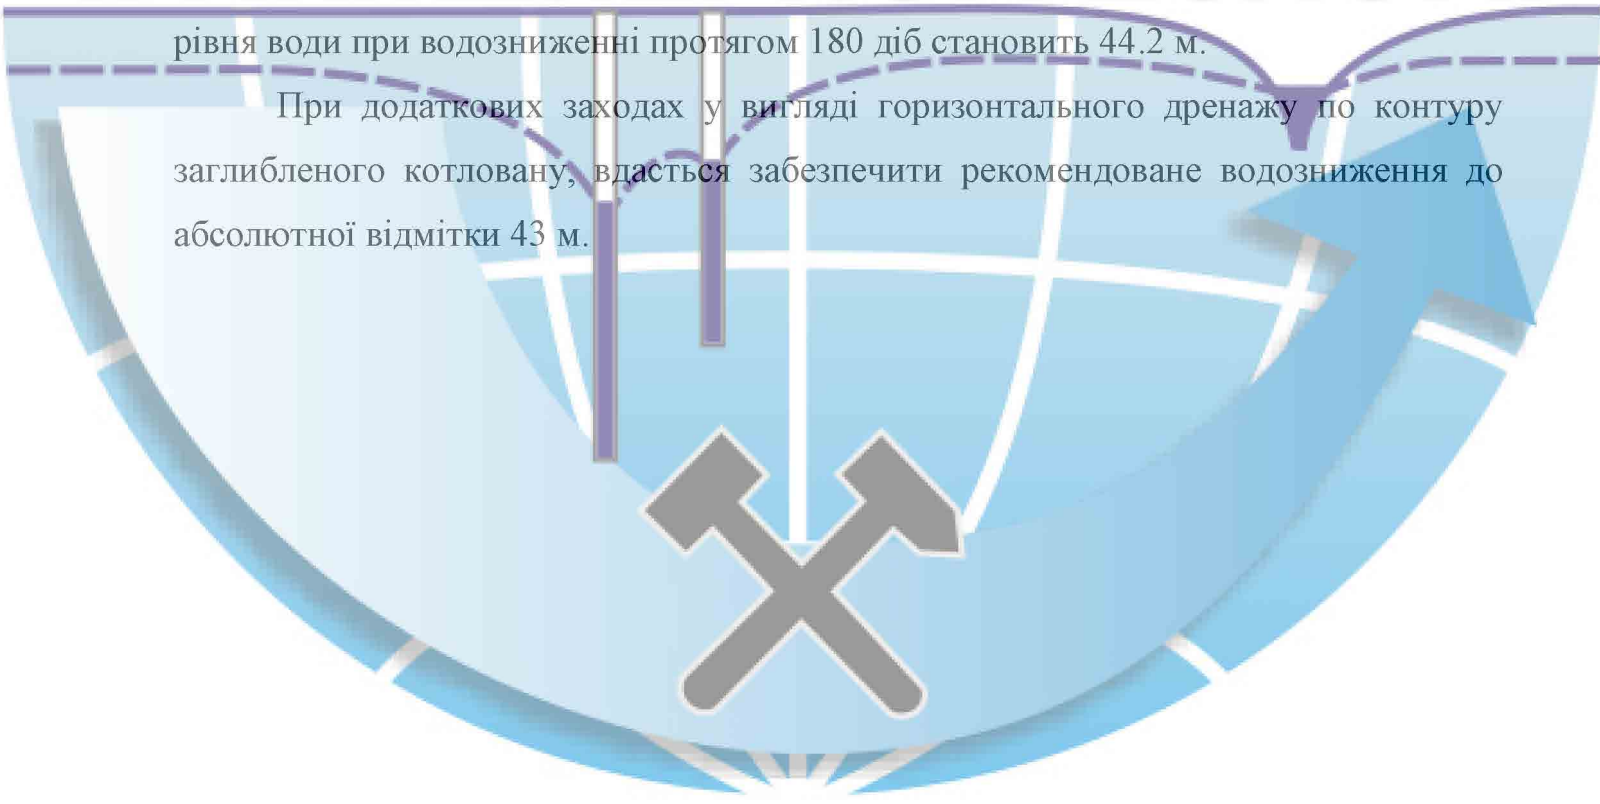 рівня води при водозниженні протягом 180 діб становить 44.2 м.
При додаткових заходах у вигляді горизонтального дренажу по контуру
заглибленого котловану, вдасться забезпечити рекомендоване водозниження до
абсолютної відмітки 43 м.